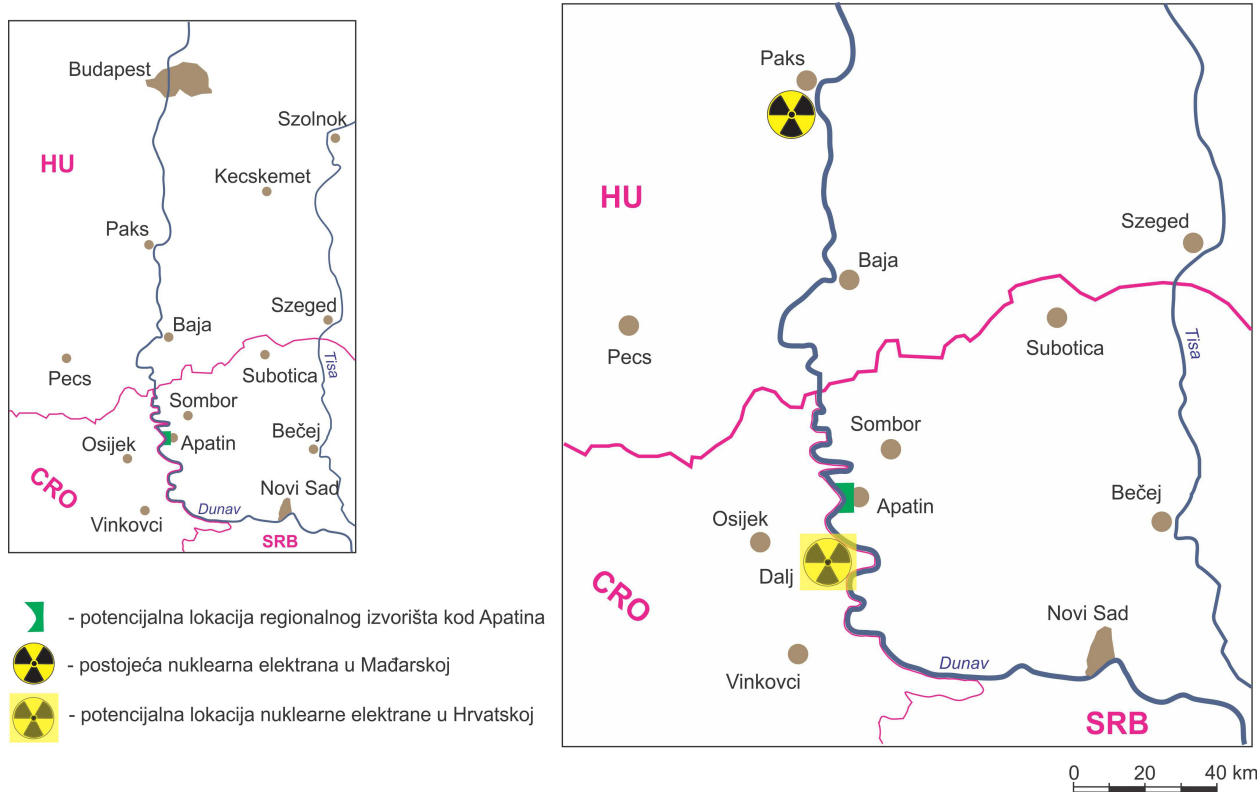 Budapest
Szolnok
HU
Kecskemet
Paks
Szeged
Baja
Tisa
Pecs
Subotica
Sombor
Osijek
Apatin
Bečej
CRO
Novi Sad
Vinkovci
Dunav
SRB
- potencijalna lokacija regionalnog izvorišta kod Apatina
- postojeća nuklearna elektrana u Mađarskoj
- potencijalna lokacija nuklearne elektrane u Hrvatskoj
Paks
HU
Szeged
Baja
Pecs
Subotica
Tisa
Sombor
Bečej
Apatin
Osijek
Dalj
CRO
Novi Sad
Dunav
Vinkovci
SRB
0 20 40 km